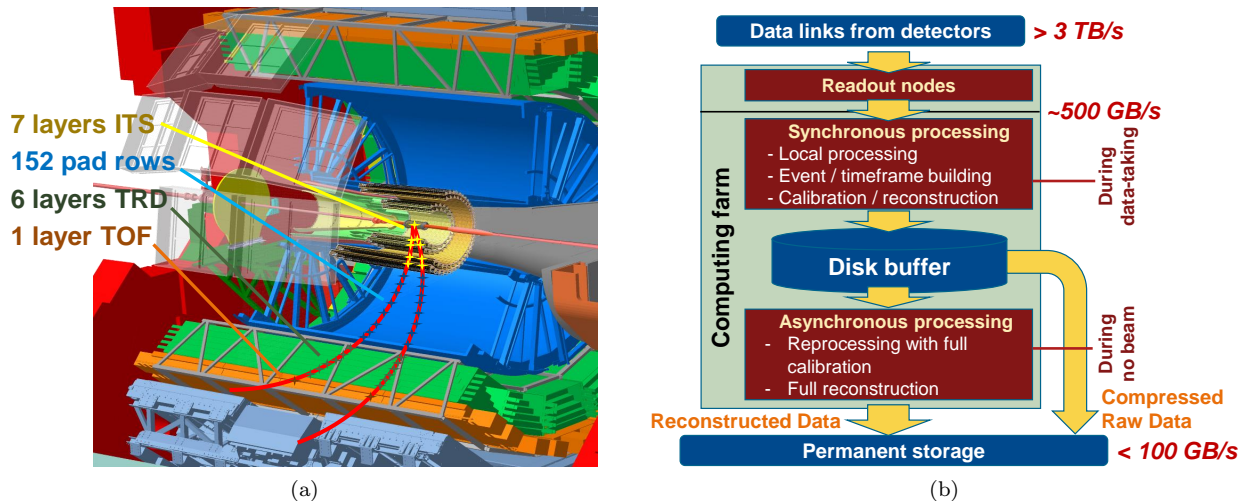 7 layers ITS
152 pad rows
6 layers TRD
1 layer TOF
(a)
Data links from detectors
> 3 TB/s
Readout nodes
~500 GB/s
Computing farm
Synchronous processing
- Local processing
- Event / timeframe building
- Calibration / reconstruction
During
data-taking
Disk buffer
Asynchronous processing
- Reprocessing with full
calibration
- Full reconstruction
During
no beam
Reconstructed Data
Compressed
Raw Data
Permanent storage
< 100 GB/s
(b)